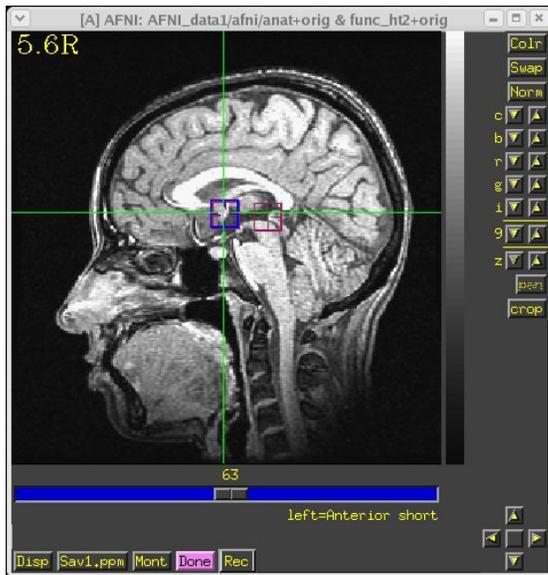 [A] AFNI: AFNI_data1/afni/anat+orig & func_ht2+orig
5.6R
Colr
Swap
Norm
c
b
r
g
i
9
z
pan
crop
63
left=Anterior short
Disp Sav1.ppm Mont Done Rec